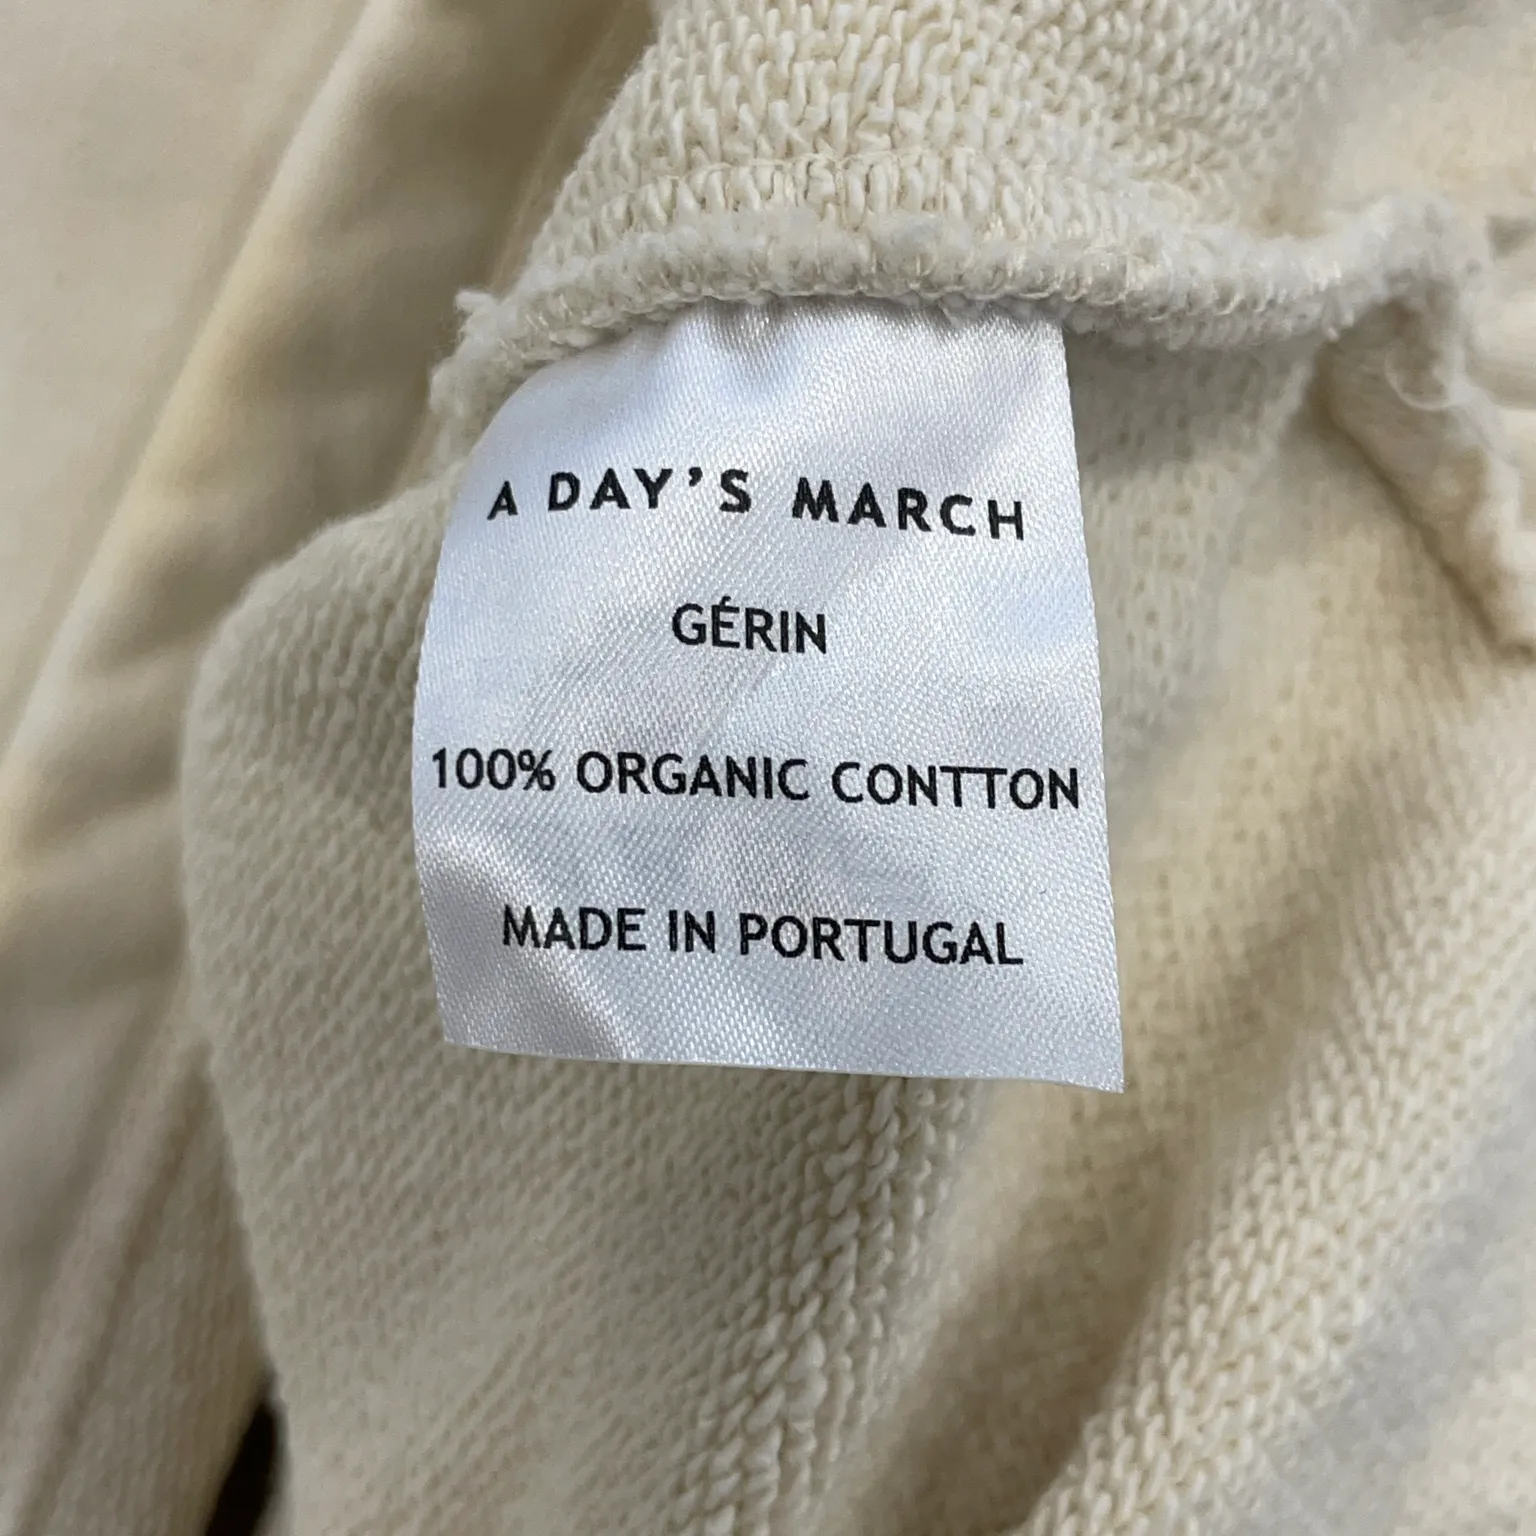 A DAY'S MARCH
GÉRIN
100% ORGANIC CONTTON
MADE IN PORTUGAL